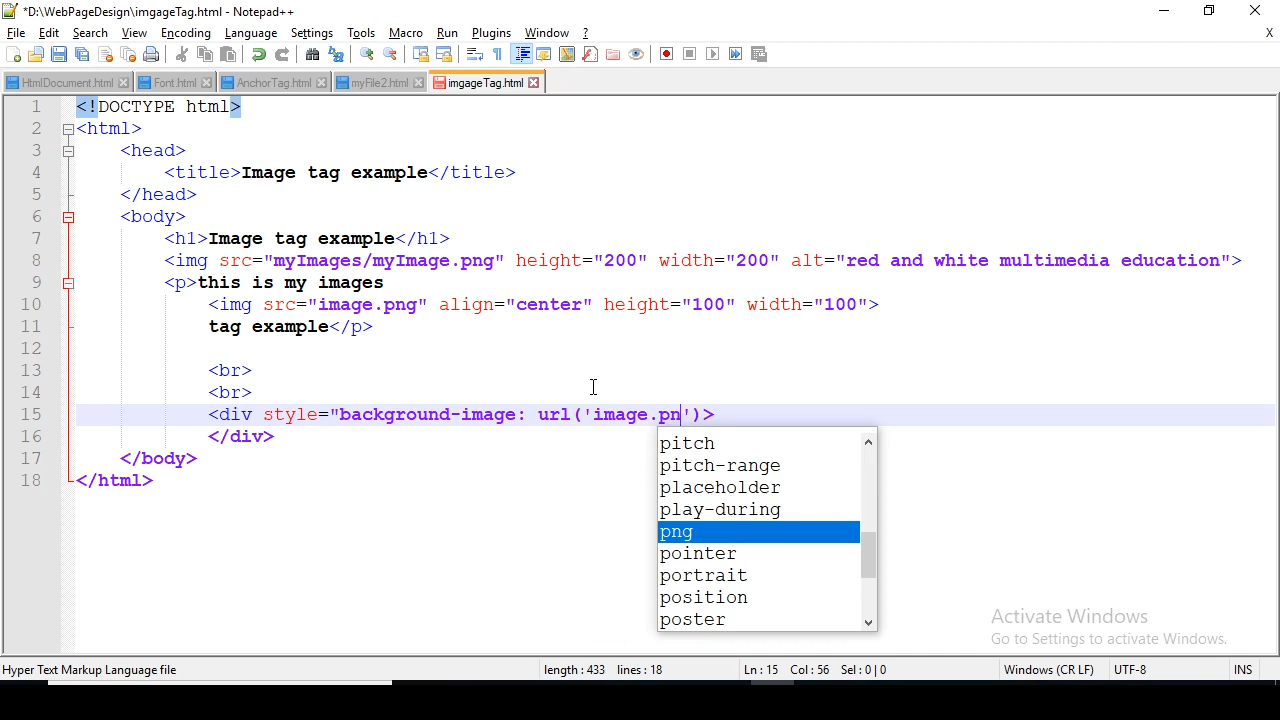 *D:\WebPageDesign\imgageTag.html - Notepad++
File Edit Search View Encoding Language Settings Tools Macro Run Plugins Window ? X
HtmlDocument.html Font.html AnchorTag.html myFile2.html imgageTag.html
1 <!DOCTYPE html>
2 <html>
3 <head>
4 <title>Image tag example</title>
5 </head>
6 <body>
7 <h1>Image tag example</h1>
8 <img src="myImages/myImage.png" height="200" width="200" alt="red and white multimedia education">
9 <p>this is my images
10 <img src="image.png" align="center" height="100" width="100">
11 tag example</p>
12
13 <br>
14 <br>
15 <div style="background-image: url('image.pn')>
16 </div>
17 </body>
18 </html>
pitch
pitch-range
placeholder
play-during
png
pointer
portrait
position
poster
Activate Windows
Go to Settings to activate Windows.
Hyper Text Markup Language file length : 433 lines : 18 Ln : 15 Col : 56 Sel : 0 | 0 Windows (CR LF) UTF-8 INS